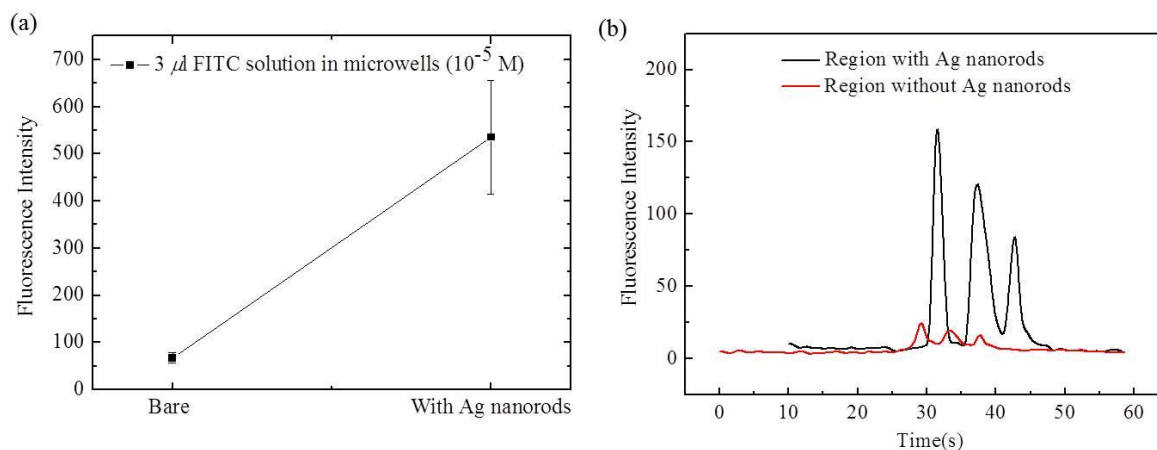 (a)
700
600
500
400
300
200
100
0
Fluorescence Intensity
3 μl FITC solution in microwells (10-5 M)
Bare
With Ag nanorods
(b)
200
150
100
50
0
Fluorescence Intensity
Region with Ag nanorods
Region without Ag nanorods
0 10 20 30 40 50 60
Time(s)